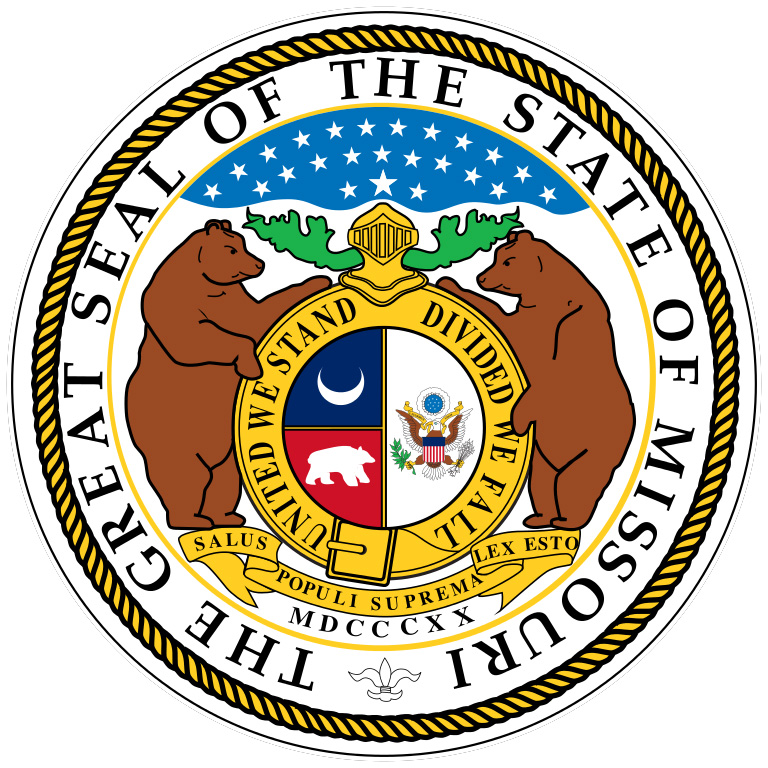 THE GREAT SEAL OF THE STATE OF MISSOURI
UNITED WE STAND DIVIDED WE FALL
SALUS POPULI SUPREMA LEX ESTO
MDCCCXX